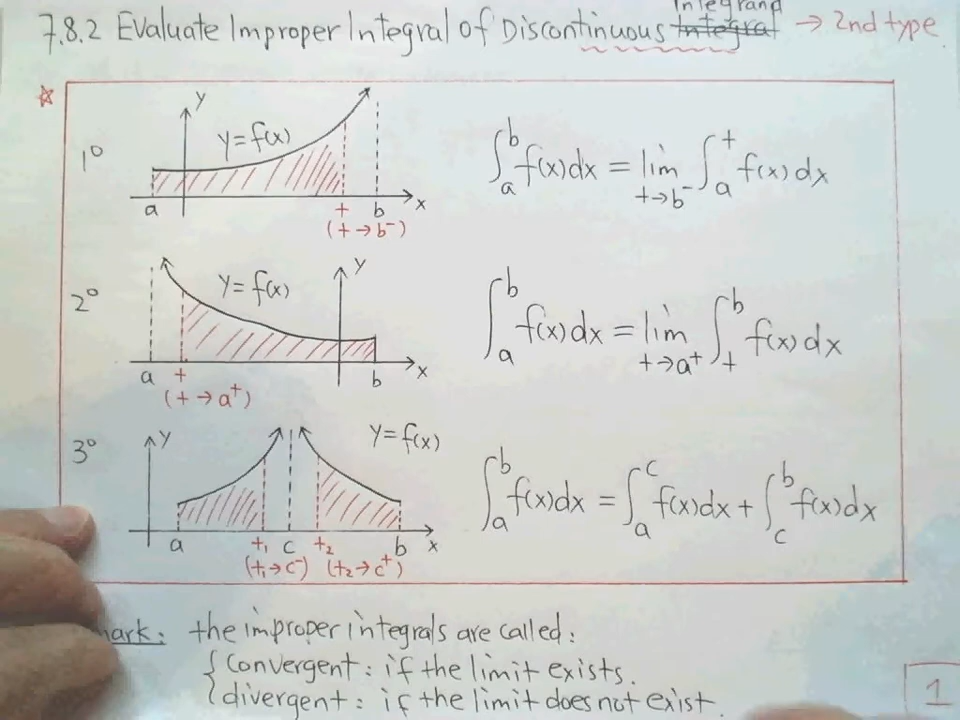 Integrand
7.8.2 Evaluate Improper Integral of Discontinuous Integral → 2nd type
☆
1° y y=f(x) a t b x (t→b⁻) ∫_a^b f(x)dx = lim_{t→b⁻} ∫_a^t f(x)dx
2° y y=f(x) a t b x (t→a⁺) ∫_a^b f(x)dx = lim_{t→a⁺} ∫_t^b f(x)dx
3° y y=f(x) a t₁ c t₂ b x (t₁→c⁻) (t₂→c⁺) ∫_a^b f(x)dx = ∫_a^c f(x)dx + ∫_c^b f(x)dx
mark: the improper integrals are called:
{ convergent: if the limit exists.
divergent: if the limit does not exist.
1